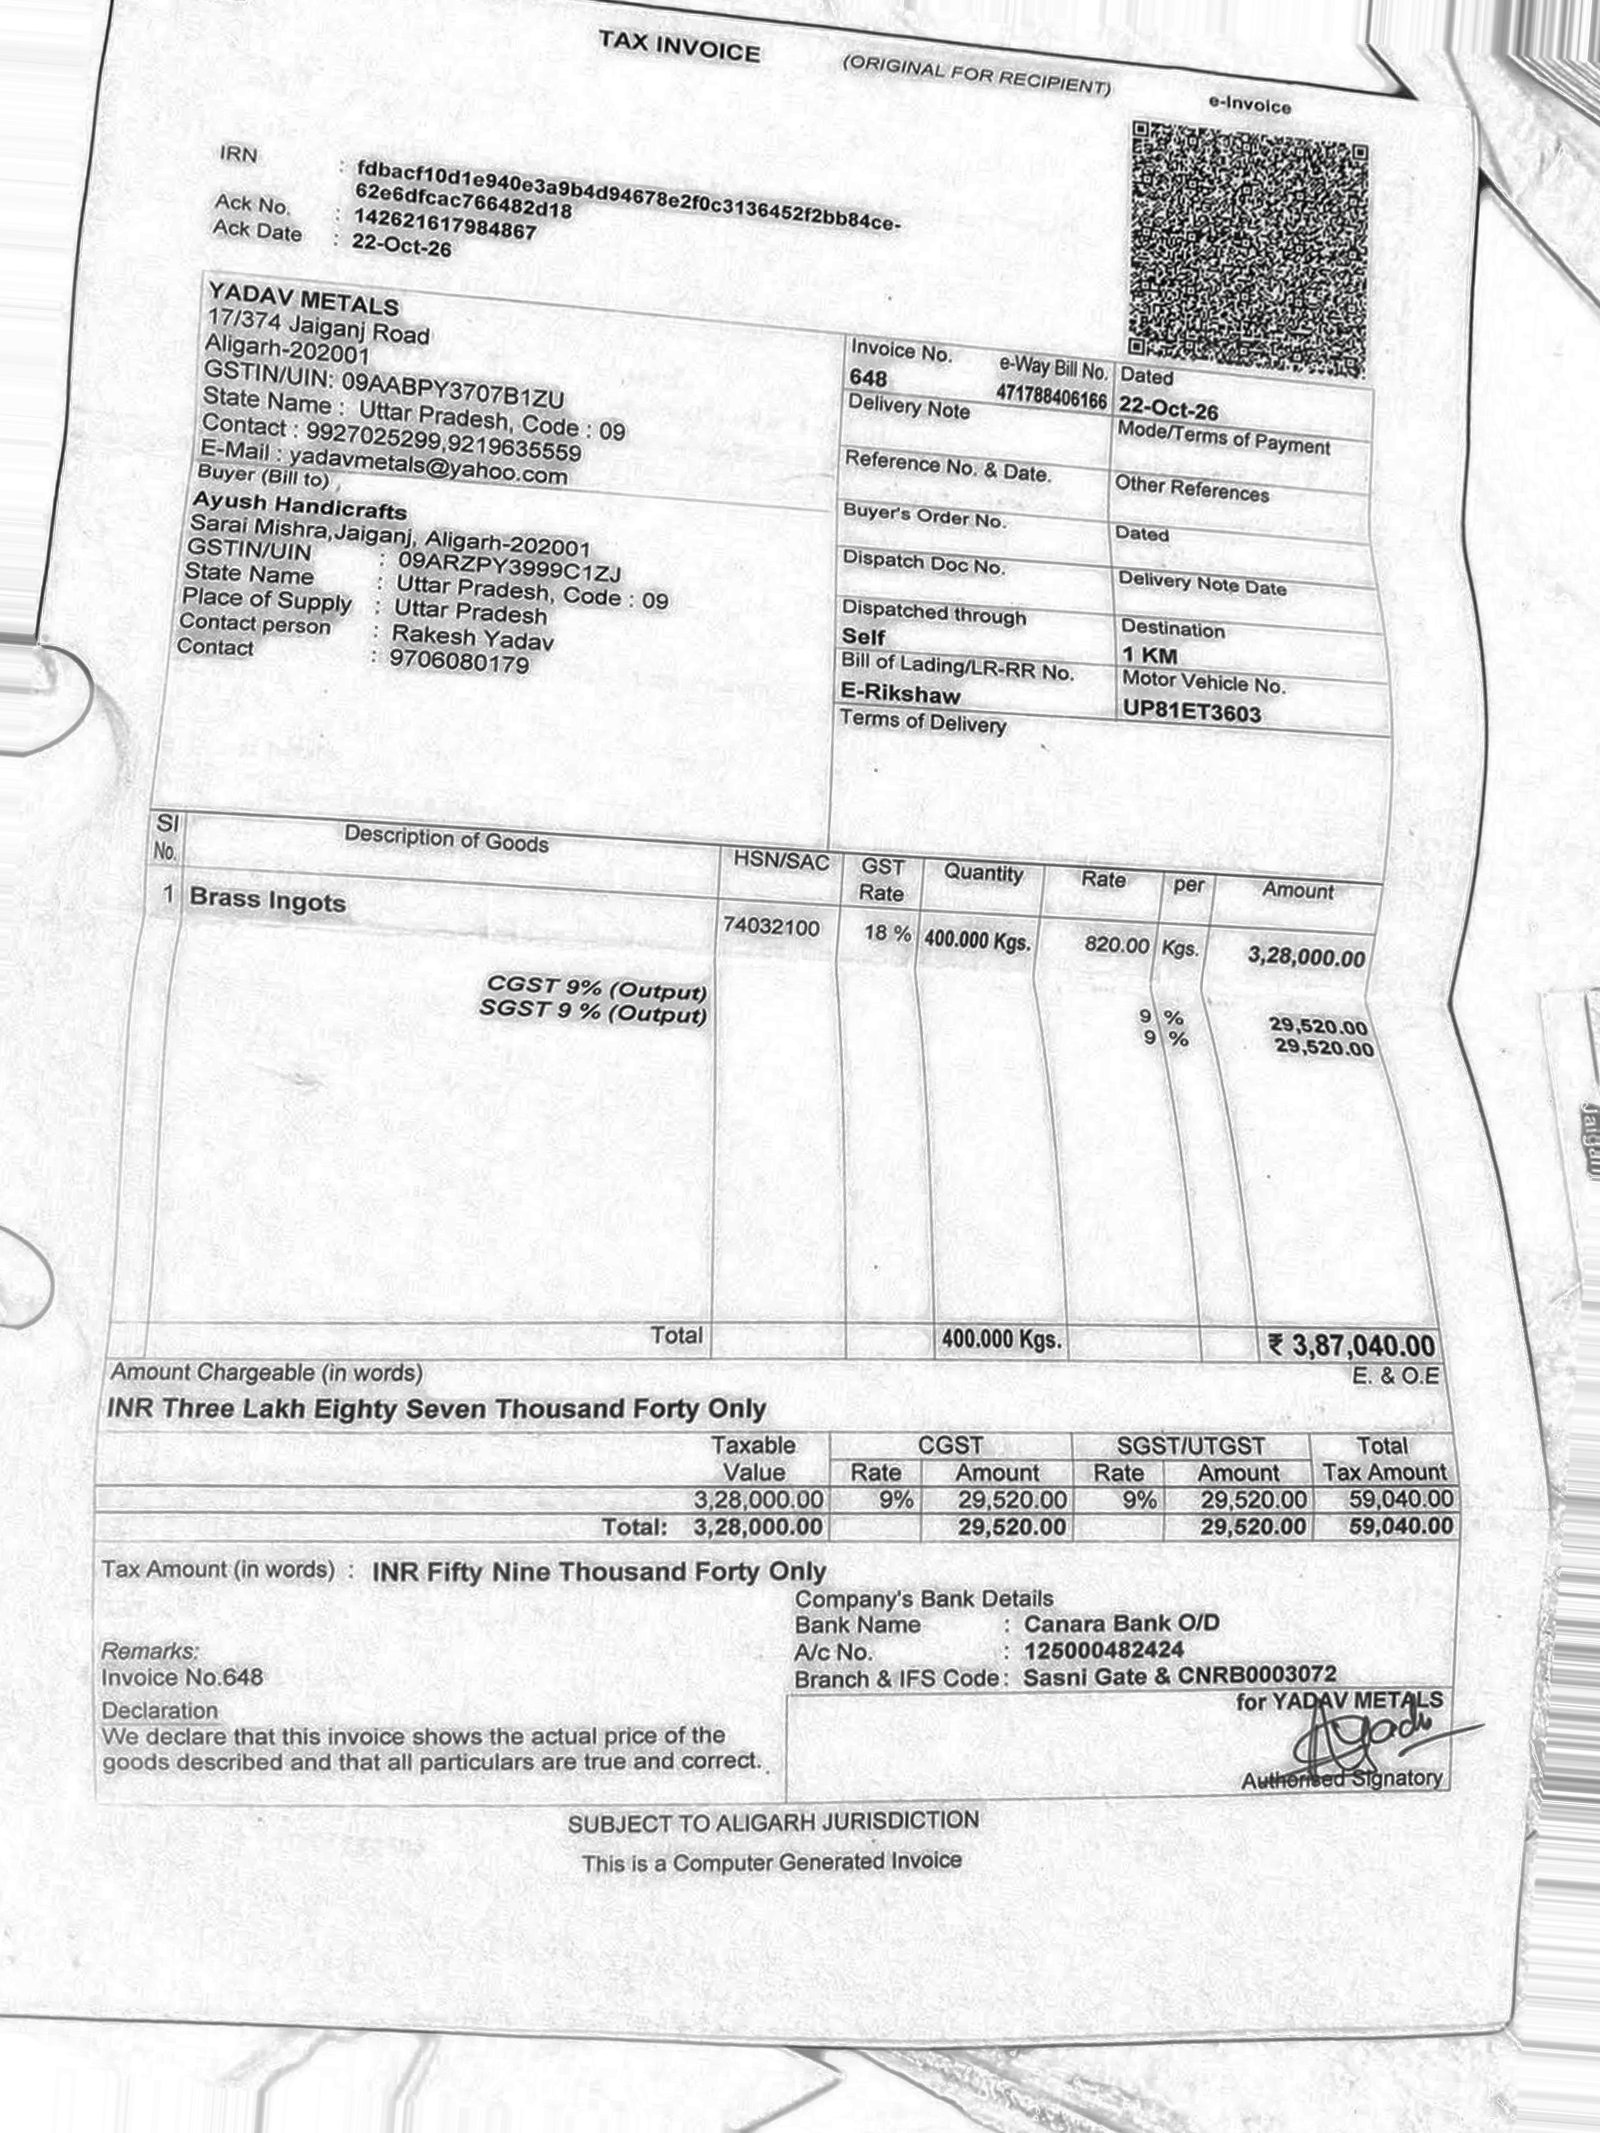 TAX INVOICE (ORIGINAL FOR RECIPIENT)
e-Invoice
IRN : fdbacf10d1e940e3a9b4d94678e2f0c3136452f2bb84ce-
62e6dfcac766482d18
Ack No. : 142621617984867
Ack Date : 22-Oct-26
YADAV METALS
17/374 Jaiganj Road
Aligarh-202001
GSTIN/UIN: 09AABPY3707B1ZU
State Name : Uttar Pradesh, Code : 09
Contact : 9927025299,9219635559
E-Mail : yadavmetals@yahoo.com
Buyer (Bill to)
Ayush Handicrafts
Sarai Mishra,Jaiganj, Aligarh-202001
GSTIN/UIN : 09ARZPY3999C1ZJ
State Name : Uttar Pradesh, Code : 09
Place of Supply : Uttar Pradesh
Contact person : Rakesh Yadav
Contact : 9706080179
Invoice No. e-Way Bill No. Dated
648 471788406166 22-Oct-26
Delivery Note Mode/Terms of Payment
Reference No. & Date. Other References
Buyer's Order No. Dated
Dispatch Doc No. Delivery Note Date
Dispatched through Destination
Self 1 KM
Bill of Lading/LR-RR No. Motor Vehicle No.
E-Rikshaw UP81ET3603
Terms of Delivery
Sl Description of Goods HSN/SAC GST Quantity Rate per Amount
No. Rate
1 Brass Ingots 74032100 18 % 400.000 Kgs. 820.00 Kgs. 3,28,000.00
CGST 9% (Output) 9 % 29,520.00
SGST 9 % (Output) 9 % 29,520.00
Total 400.000 Kgs. ₹ 3,87,040.00
Amount Chargeable (in words) E. & O.E
INR Three Lakh Eighty Seven Thousand Forty Only
Taxable CGST SGST/UTGST Total
Value Rate Amount Rate Amount Tax Amount
3,28,000.00 9% 29,520.00 9% 29,520.00 59,040.00
Total: 3,28,000.00 29,520.00 29,520.00 59,040.00
Tax Amount (in words) : INR Fifty Nine Thousand Forty Only
Company's Bank Details
Bank Name : Canara Bank O/D
A/c No. : 125000482424
Branch & IFS Code : Sasni Gate & CNRB0003072
Remarks:
Invoice No.648
Declaration
We declare that this invoice shows the actual price of the
goods described and that all particulars are true and correct.
for YADAV METALS
Authorised Signatory
SUBJECT TO ALIGARH JURISDICTION
This is a Computer Generated Invoice
Jaiganj